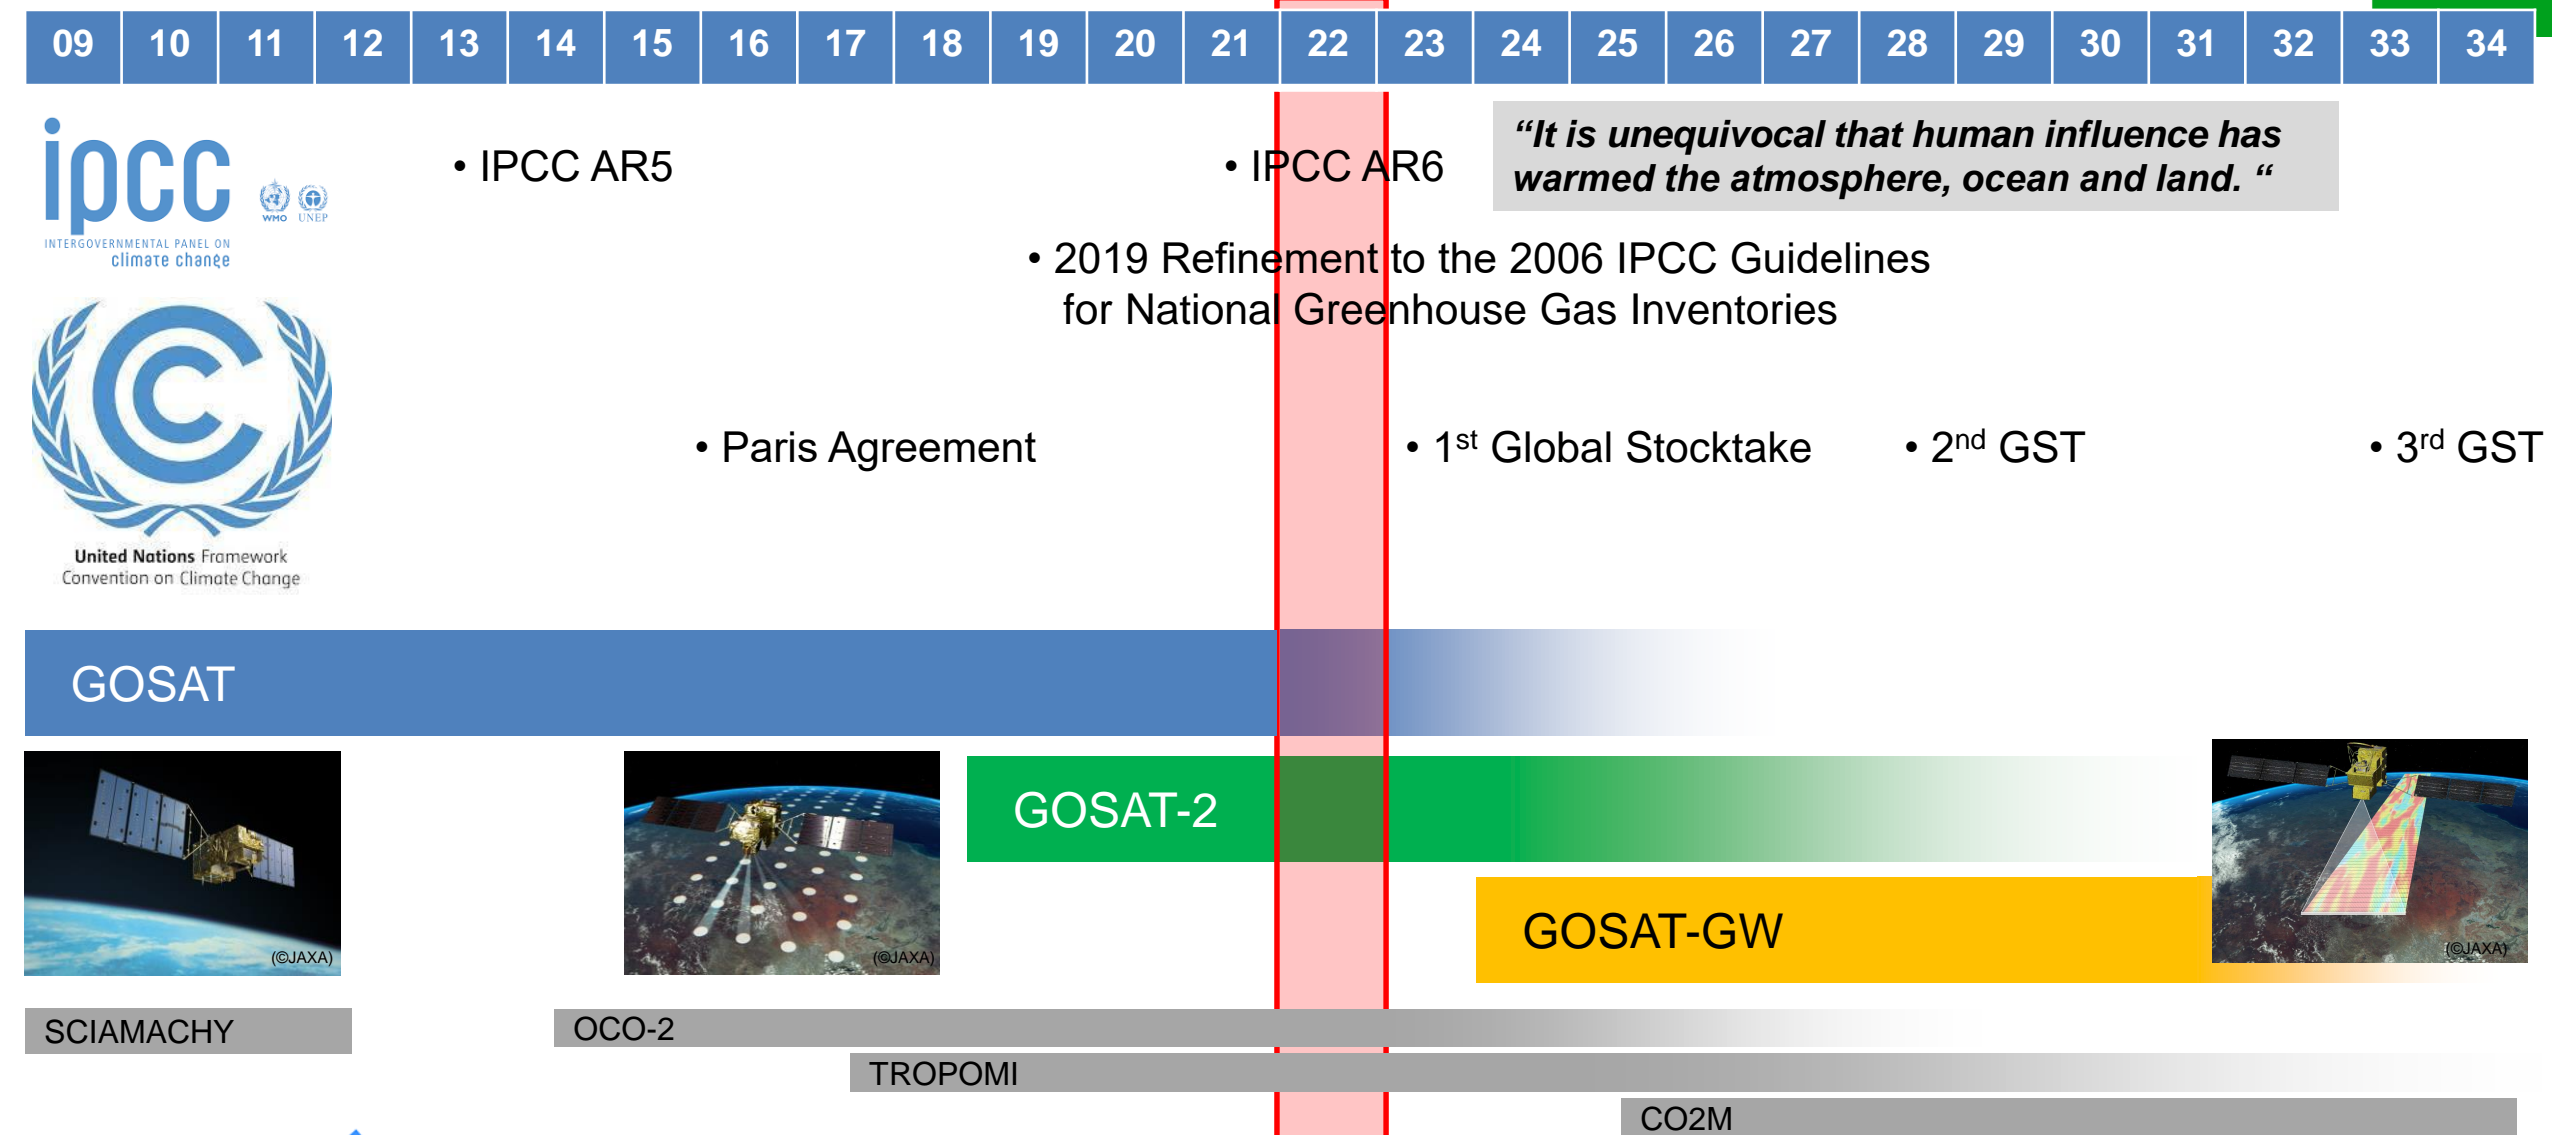 09 10 11 12 13 14 15 16 17 18 19 20 21 22 23 24 25 26 27 28 29 30 31 32 33 34
ipcc
WMO UNEP
INTERGOVERNMENTAL PANEL ON
climate change
• IPCC AR5
• IPCC AR6
“It is unequivocal that human influence has
warmed the atmosphere, ocean and land. “
• 2019 Refinement to the 2006 IPCC Guidelines
for National Greenhouse Gas Inventories
United Nations Framework
Convention on Climate Change
• Paris Agreement
• 1st Global Stocktake
• 2nd GST
• 3rd GST
GOSAT
(©JAXA)
(©JAXA)
GOSAT-2
GOSAT-GW
(©JAXA)
SCIAMACHY
OCO-2
TROPOMI
CO2M